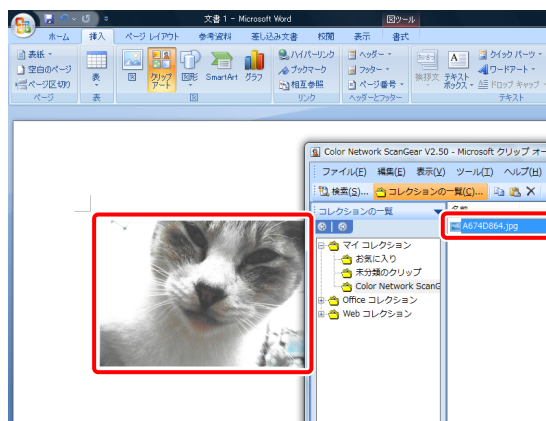 文書 1 - Microsoft Word
図ツール
ホーム 挿入 ページ レイアウト 参考資料 差し込み文書 校閲 表示 書式
表紙
空白のページ
ページ区切り
ページ
表
表
図
クリップ
アート
図形
SmartArt
グラフ
図
ハイパーリンク
ブックマーク
相互参照
リンク
ヘッダー
フッター
ページ番号
ヘッダーとフッター
挨拶文
テキスト
ボックス
クイック パーツ
ワードアート
ドロップ キャップ
テキスト
Color Network ScanGear V2.50 - Microsoft クリップ オー
ファイル(F) 編集(E) 表示(V) ツール(T) ヘルプ(H)
検索(S)... コレクションの一覧(C)...
コレクションの一覧
名前
A674D864.jpg
マイ コレクション
お気に入り
未分類のクリップ
Color Network ScanG
Office コレクション
Web コレクション